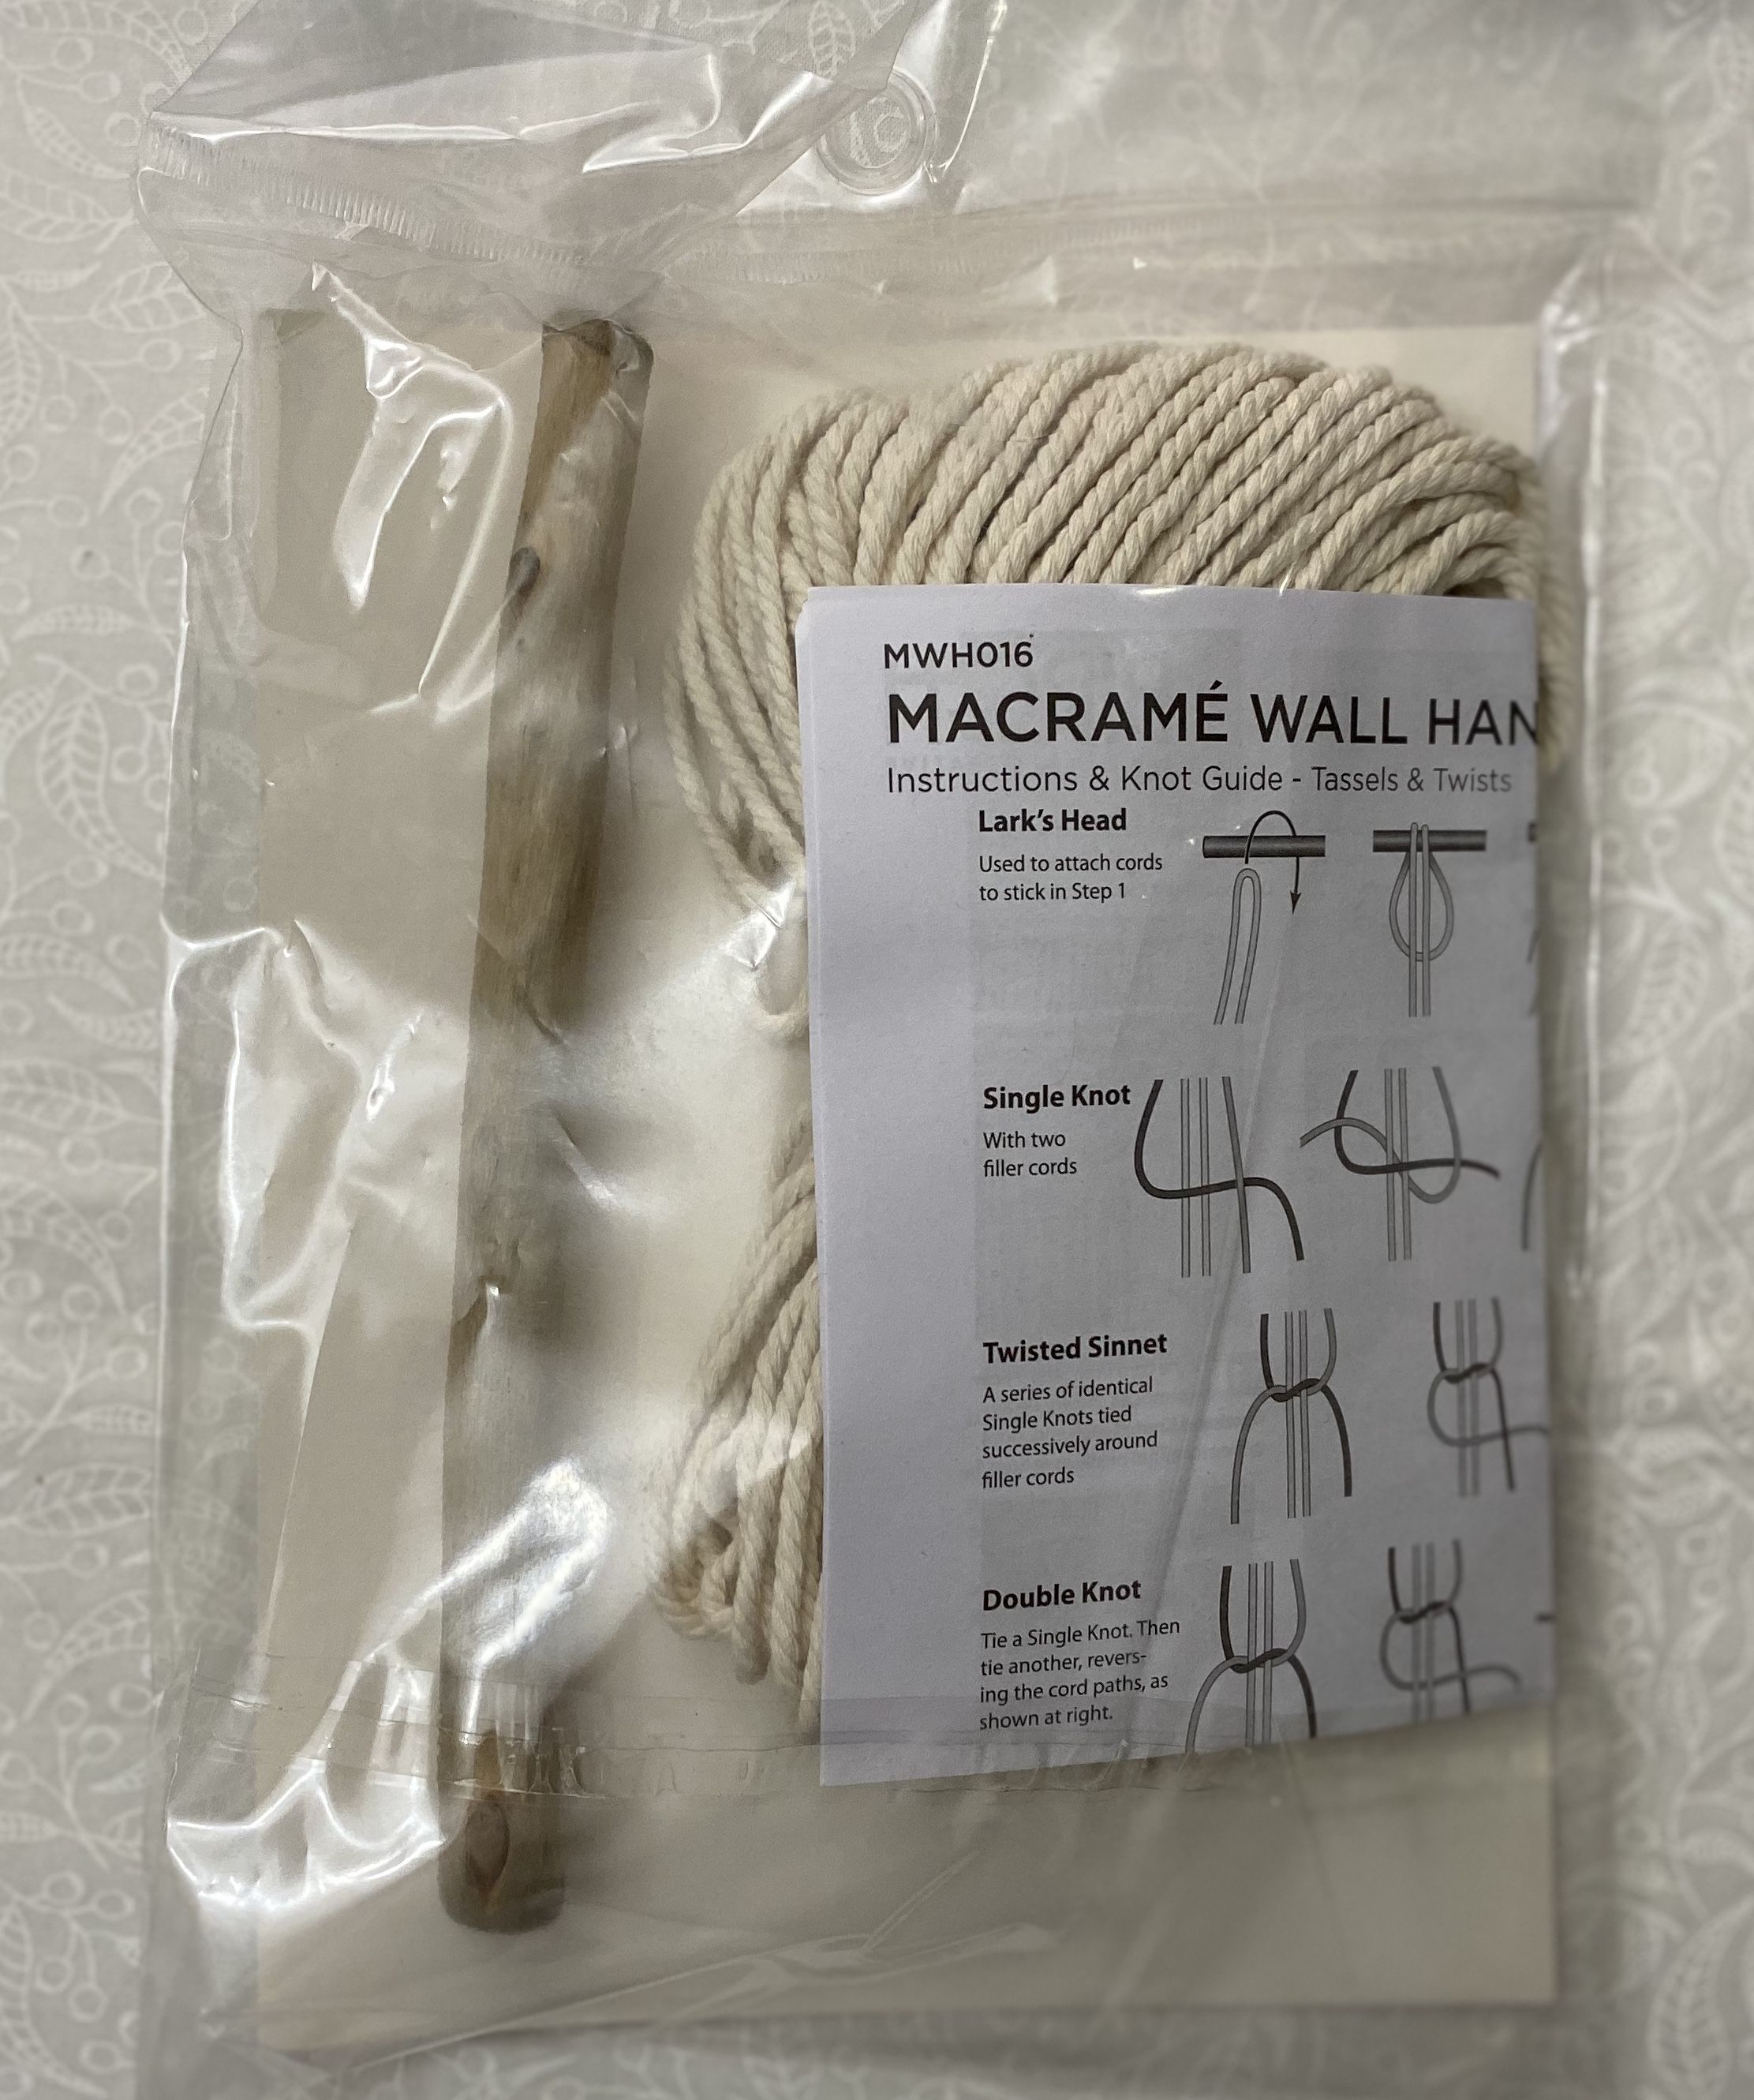 MWH016
MACRAMÉ WALL HAN
Instructions & Knot Guide - Tassels & Twists
Lark's Head
Used to attach cords
to stick in Step 1
Single Knot
With two
filler cords
Twisted Sinnet
A series of identical
Single Knots tied
successively around
filler cords
Double Knot
Tie a Single Knot. Then
tie another, revers-
ing the cord paths, as
shown at right.